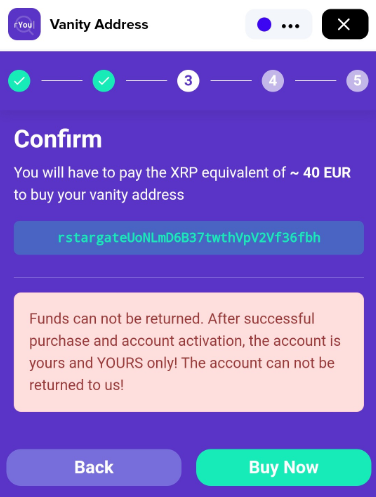 rYou
Vanity Address
3
4
5
Confirm
You will have to pay the XRP equivalent of ~ 40 EUR
to buy your vanity address
rstargateUoNLmD6B37twthVpV2Vf36fbh
Funds can not be returned. After successful
purchase and account activation, the account is
yours and YOURS only! The account can not be
returned to us!
Back
Buy Now